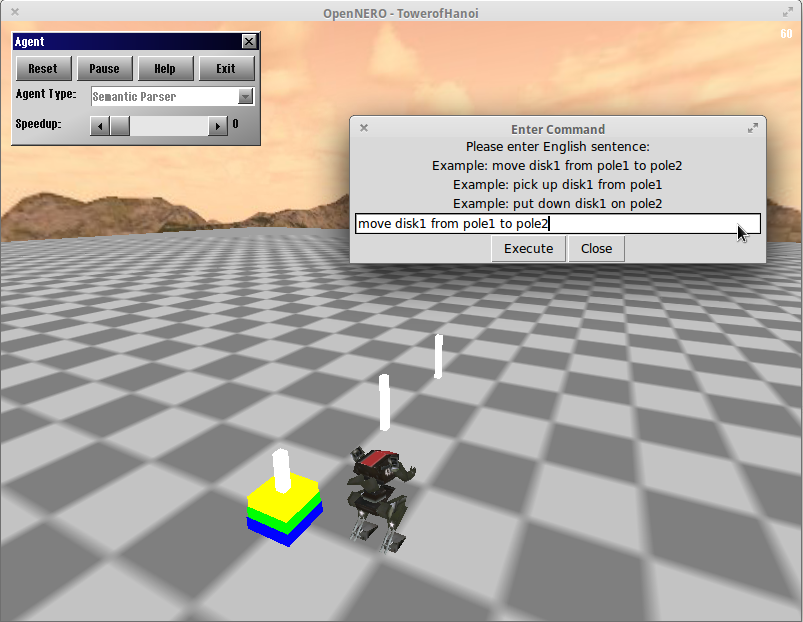 OpenNERO - TowerofHanoi
60
Agent
Reset Pause Help Exit
Agent Type: Semantic Parser
Speedup: 0
Enter Command
Please enter English sentence:
Example: move disk1 from pole1 to pole2
Example: pick up disk1 from pole1
Example: put down disk1 on pole2
move disk1 from pole1 to pole2
Execute Close